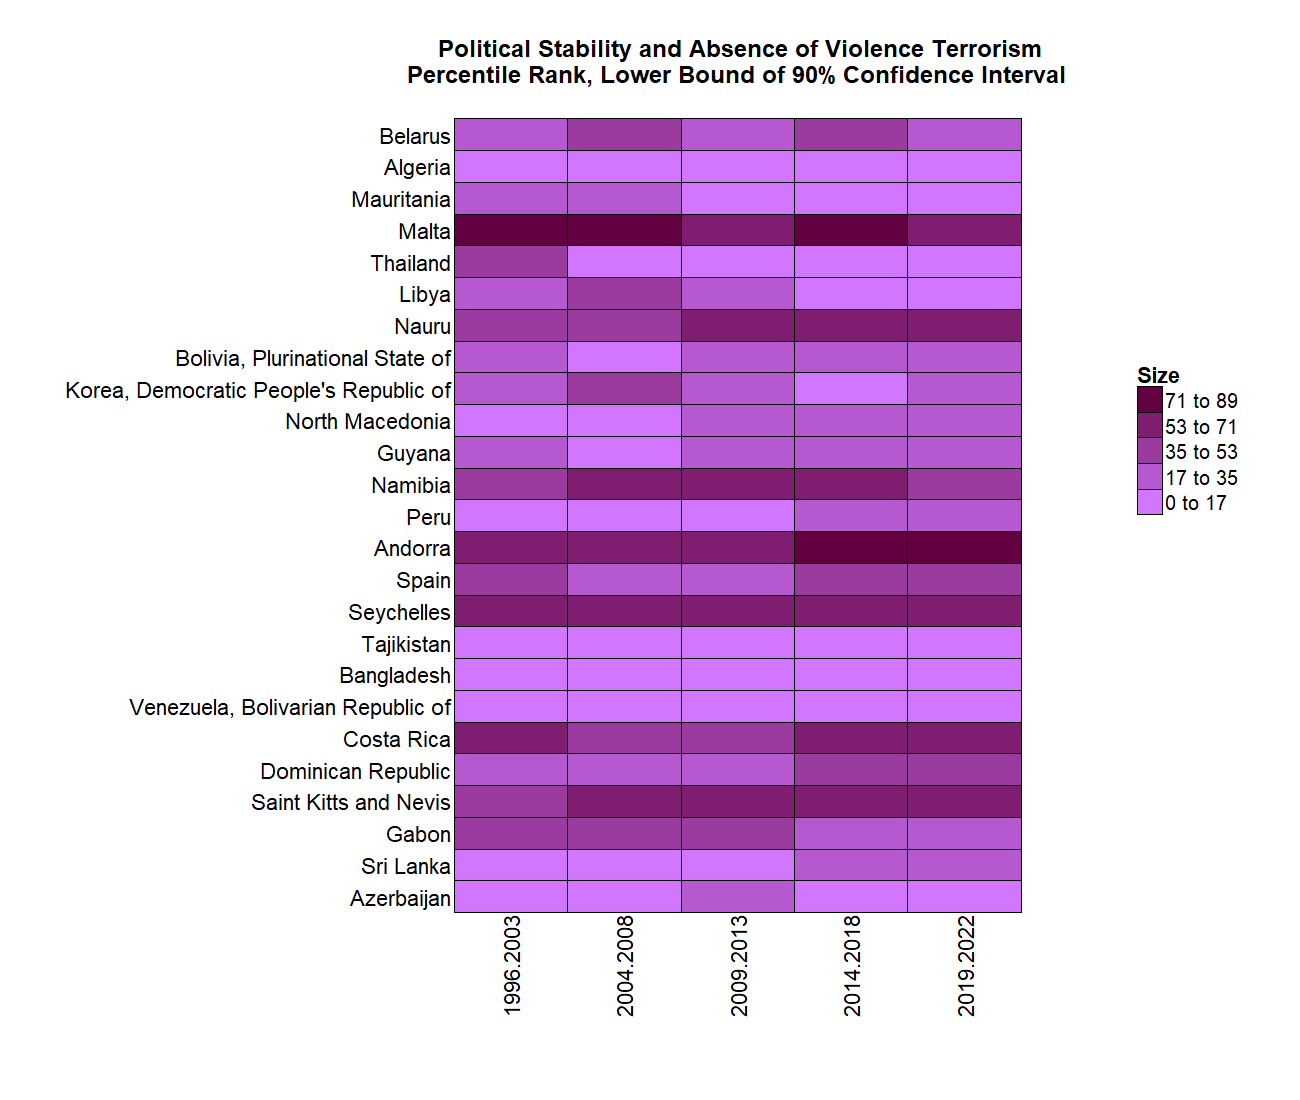 Political Stability and Absence of Violence Terrorism
Percentile Rank, Lower Bound of 90% Confidence Interval
Belarus
Algeria
Mauritania
Malta
Thailand
Libya
Nauru
Bolivia, Plurinational State of
Korea, Democratic People's Republic of
North Macedonia
Guyana
Namibia
Peru
Andorra
Spain
Seychelles
Tajikistan
Bangladesh
Venezuela, Bolivarian Republic of
Costa Rica
Dominican Republic
Saint Kitts and Nevis
Gabon
Sri Lanka
Azerbaijan
1996.2003
2004.2008
2009.2013
2014.2018
2019.2022
Size
71 to 89
53 to 71
35 to 53
17 to 35
0 to 17